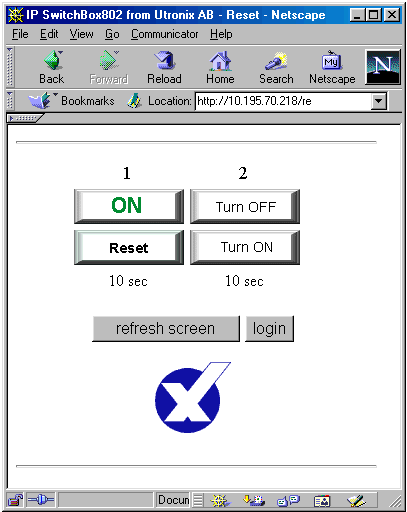 IP SwitchBox802 from Utronix AB - Reset - Netscape
File Edit View Go Communicator Help
Back Forward Reload Home Search My Netscape N
Bookmarks Location: http://10.195.70.218/re
1 2
ON Turn OFF
Reset Turn ON
10 sec 10 sec
refresh screen login
X
Docun